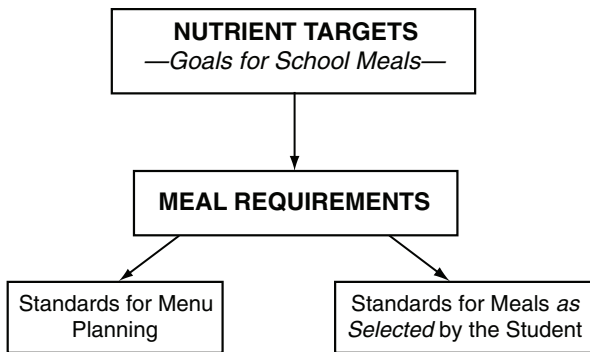 NUTRIENT TARGETS
—Goals for School Meals—
MEAL REQUIREMENTS
Standards for Menu
Planning
Standards for Meals as
Selected by the Student